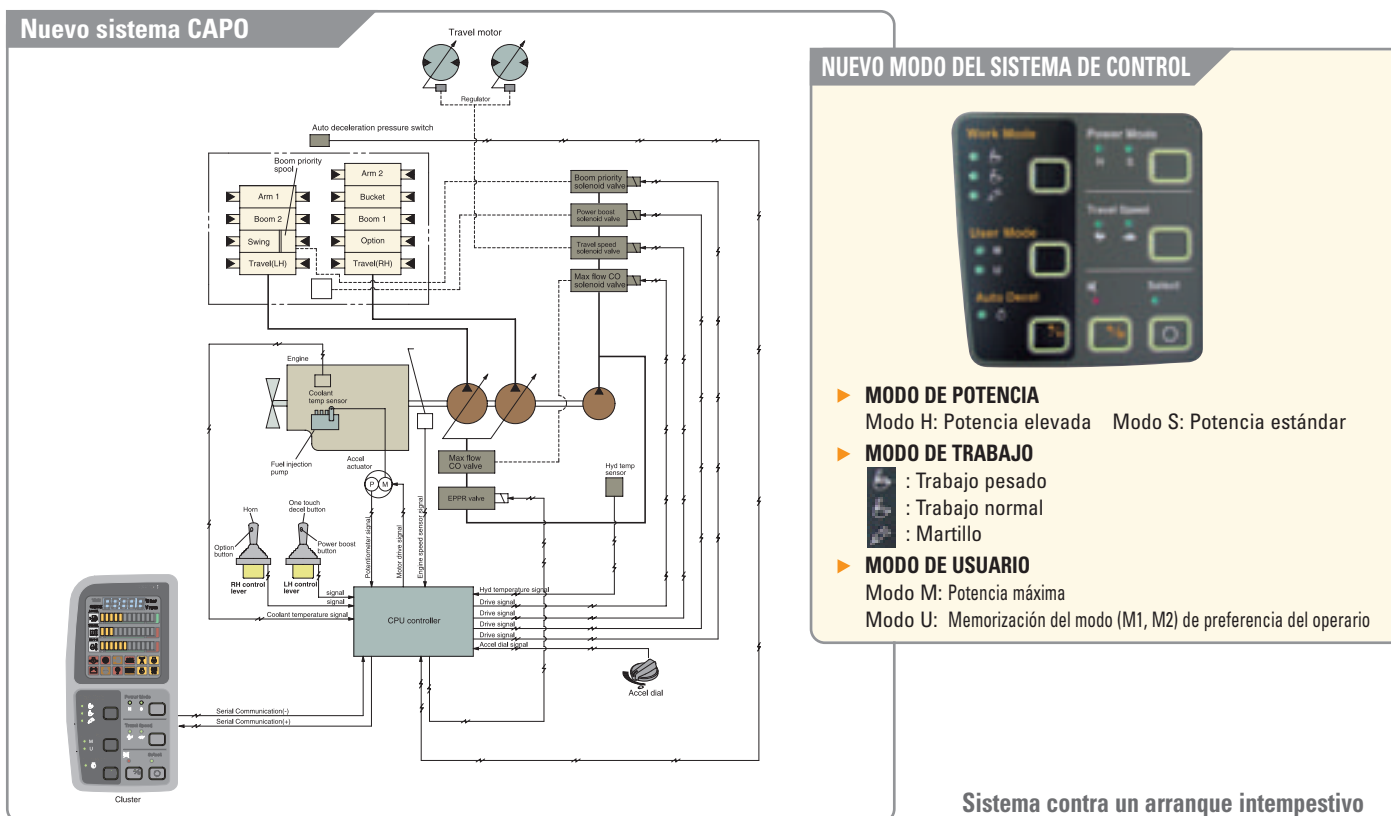 Nuevo sistema CAPO
Travel motor
Regulator
Auto deceleration pressure switch
Boom priority
spool
Arm 1
Boom 2
Swing
Travel(LH)
Arm 2
Bucket
Boom 1
Option
Travel(RH)
Boom priority
solenoid valve
Power boost
solenoid valve
Travel speed
solenoid valve
Max flow CO
solenoid valve
Engine
Coolant
temp sensor
Fuel injection
pump
Accel
actuator
P M
Max flow
CO valve
EPPR valve
Hyd temp
sensor
Horn
Option
button
RH control
lever
One touch
decel button
Power boost
button
LH control
lever
Potentiometer signal
Motor drive signal
Engine speed sensor signal
signal
signal
Coolant temperature signal
CPU controller
Hyd temperature signal
Drive signal
Drive signal
Drive signal
Drive signal
Accel dial signal
Accel dial
Serial Communication(-)
Serial Communication(+)
Power Mode
Travel Speed
Select
M
U
Cluster
NUEVO MODO DEL SISTEMA DE CONTROL
Work Mode
User Mode
M
U
Auto Decel
Power Mode
H S
Travel Speed
Select
MODO DE POTENCIA
Modo H: Potencia elevada Modo S: Potencia estándar
MODO DE TRABAJO
: Trabajo pesado
: Trabajo normal
: Martillo
MODO DE USUARIO
Modo M: Potencia máxima
Modo U: Memorización del modo (M1, M2) de preferencia del operario
Sistema contra un arranque intempestivo